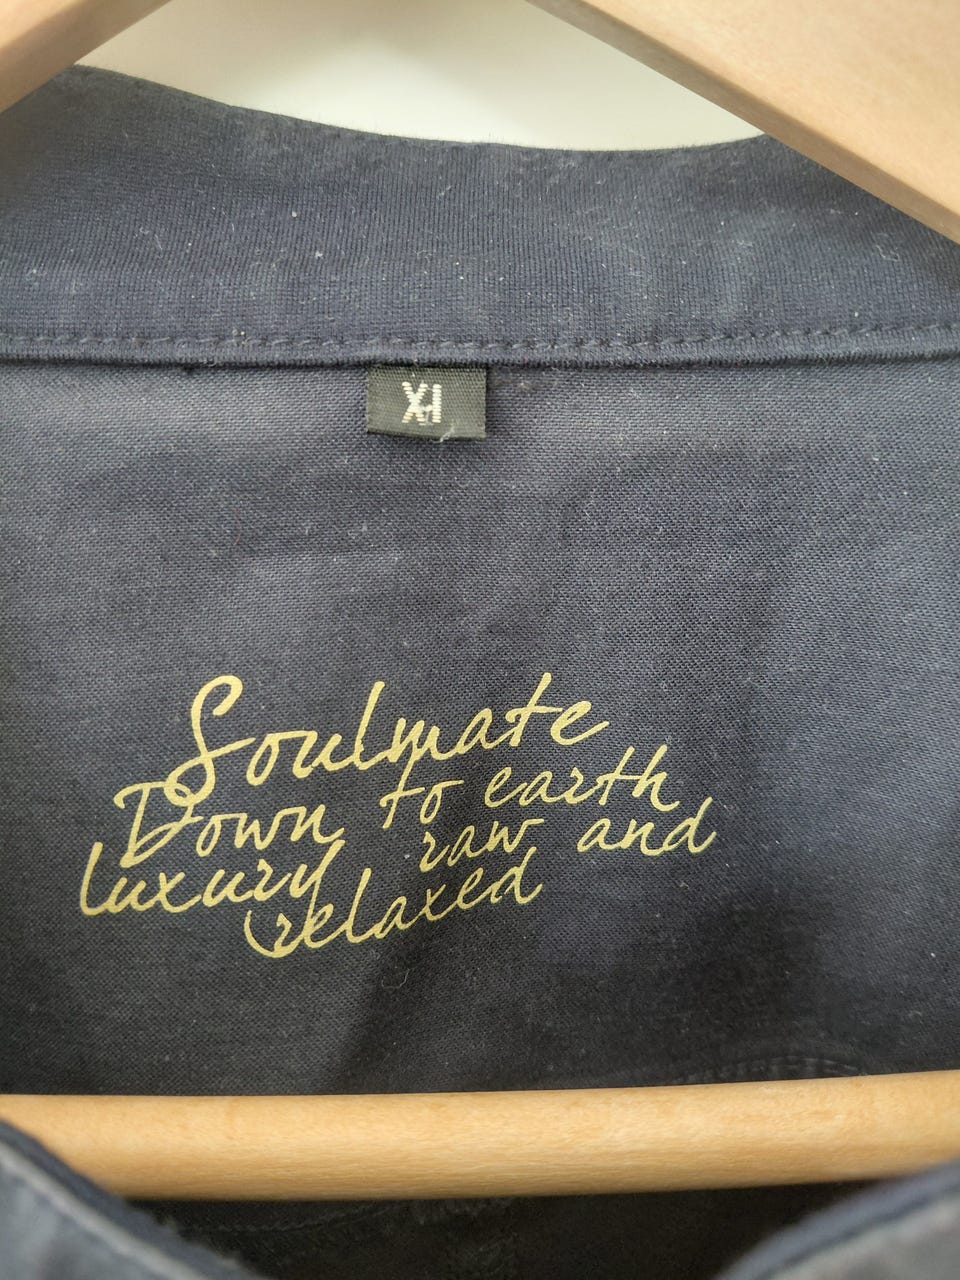 XL
Soulmate
Down to earth
luxury raw and
relaxed